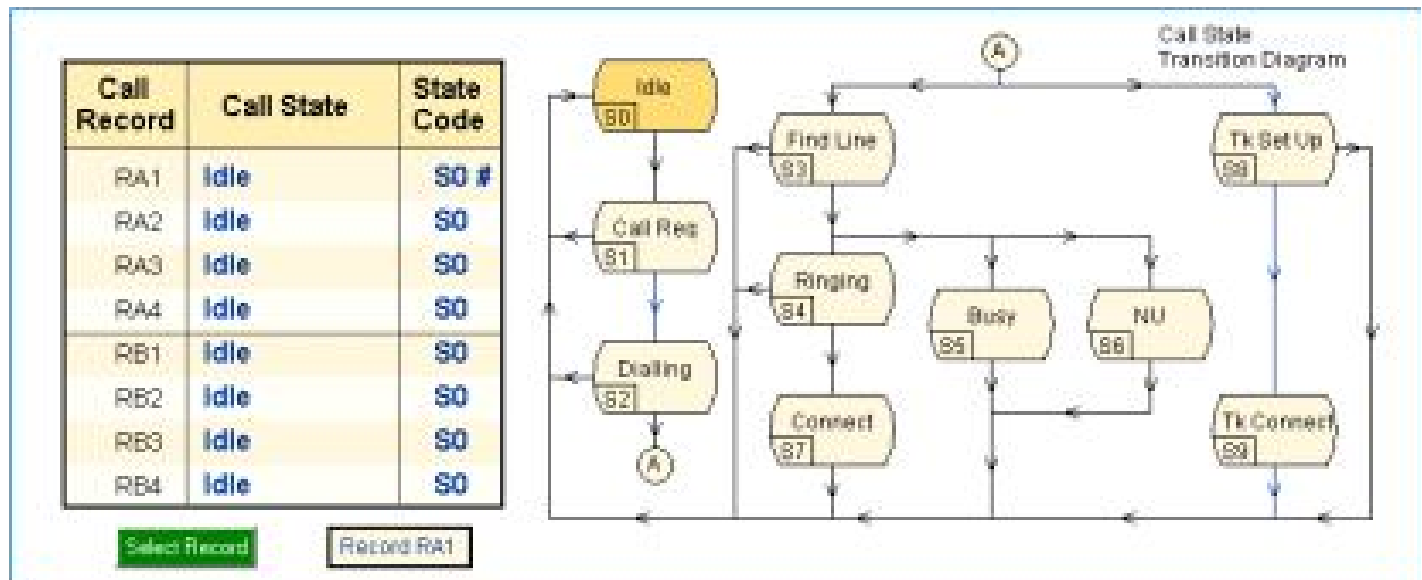 Call Record
Call State
State Code
RA1 Idle S0 #
RA2 Idle S0
RA3 Idle S0
RA4 Idle S0
RB1 Idle S0
RB2 Idle S0
RB3 Idle S0
RB4 Idle S0
Select Record
Record RA1
Call State
Transition Diagram
A
Idle
S0
Call Req
S1
Dialling
S2
A
Find Line
S3
Ringing
S4
Connect
S7
Busy
S5
NU
S6
Tk Set Up
S8
Tk Connect
S9